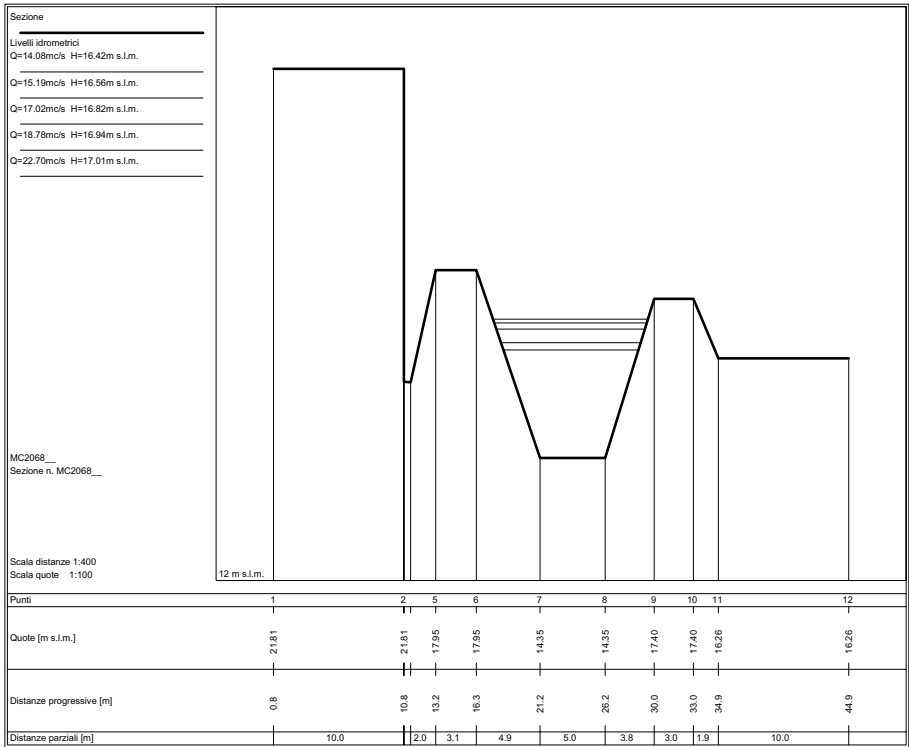 Sezione
Livelli idrometrici
Q=14.08mc/s H=16.42m s.l.m.
Q=15.19mc/s H=16.56m s.l.m.
Q=17.02mc/s H=16.82m s.l.m.
Q=18.78mc/s H=16.94m s.l.m.
Q=22.70mc/s H=17.01m s.l.m.
MC2068__
Sezione n. MC2068__
Scala distanze 1:400
Scala quote 1:100
12 m s.l.m.
Punti 1 2 5 6 7 8 9 10 11 12
Quote [m s.l.m.] 21.81 21.81 17.95 17.95 14.35 14.35 17.40 17.40 16.26 16.26
Distanze progressive [m] 0.8 10.8 13.2 16.3 21.2 26.2 30.0 33.0 34.9 44.9
Distanze parziali [m] 10.0 2.0 3.1 4.9 5.0 3.8 3.0 1.9 10.0